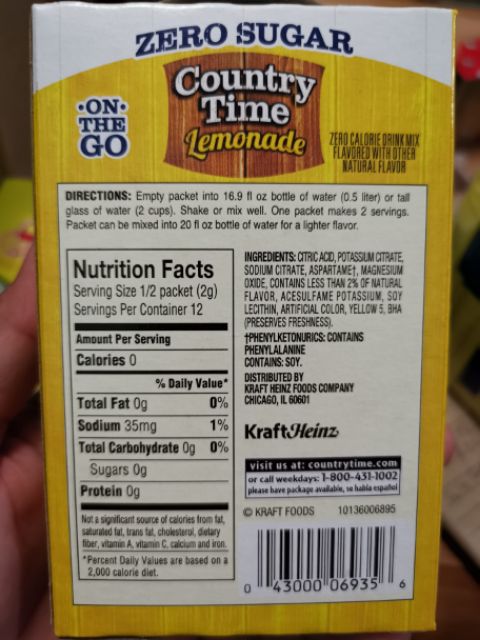 ZERO SUGAR
Country
Time
Lemonade
•ON•
THE
GO
ZERO CALORIE DRINK MIX
FLAVORED WITH OTHER
NATURAL FLAVOR
DIRECTIONS: Empty packet into 16.9 fl oz bottle of water (0.5 liter) or tall
glass of water (2 cups). Shake or mix well. One packet makes 2 servings.
Packet can be mixed into 20 fl oz bottle of water for a lighter flavor.
Nutrition Facts
Serving Size 1/2 packet (2g)
Servings Per Container 12
Amount Per Serving
Calories 0
% Daily Value*
Total Fat 0g 0%
Sodium 35mg 1%
Total Carbohydrate 0g 0%
Sugars 0g
Protein 0g
Not a significant source of calories from fat,
saturated fat, trans fat, cholesterol, dietary
fiber, vitamin A, vitamin C, calcium and iron.
*Percent Daily Values are based on a
2,000 calorie diet.
INGREDIENTS: CITRIC ACID, POTASSIUM CITRATE,
SODIUM CITRATE, ASPARTAME†, MAGNESIUM
OXIDE, CONTAINS LESS THAN 2% OF NATURAL
FLAVOR, ACESULFAME POTASSIUM, SOY
LECITHIN, ARTIFICIAL COLOR, YELLOW 5, BHA
(PRESERVES FRESHNESS).
†PHENYLKETONURICS: CONTAINS
PHENYLALANINE
CONTAINS: SOY.
DISTRIBUTED BY
KRAFT HEINZ FOODS COMPANY
CHICAGO, IL 60601
KraftHeinz
visit us at: countrytime.com
or call weekdays: 1-800-431-1002
please have package available, se habla español
© KRAFT FOODS 10136006895
0 43000 06935 6